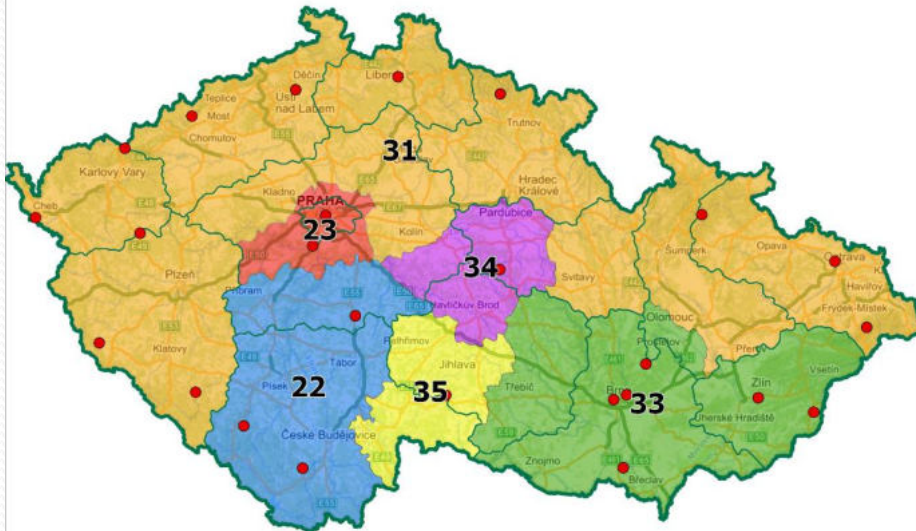 Děčín
Liberec
Teplice
Ústí
nad Labem
Most
Chomutov
Trutnov
31
Karlovy Vary
Hradec
Králové
Kladno
PRAHA
Cheb
Pardubice
23
Kolín
Opava
Ostrava
Plzeň
34
Šumperk
Svitavy
Havířov
Příbram
Havlíčkův Brod
Frýdek-Místek
Olomouc
Klatovy
Pelhřimov
Prostějov
Přerov
Tábor
Jihlava
Vsetín
22
Písek
35
Třebíč
Brno
33
Zlín
Uherské Hradiště
České Budějovice
Znojmo
Břeclav